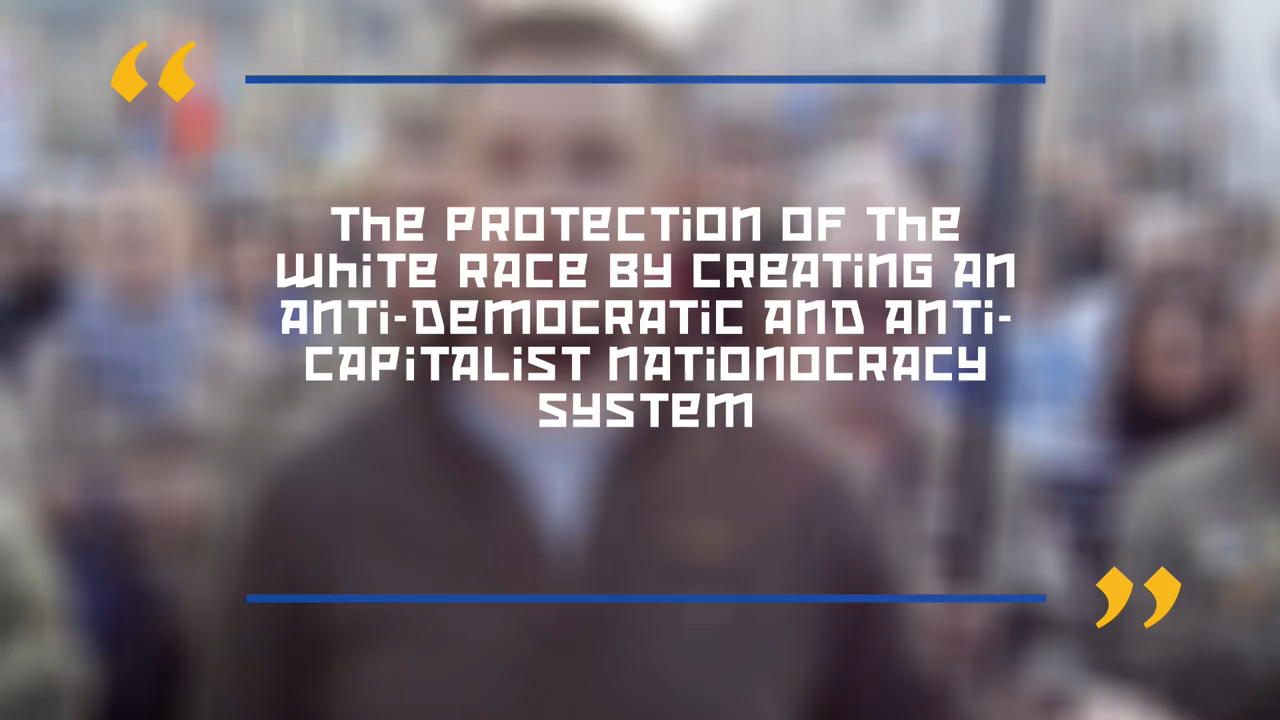 “
THE PROTECTION OF THE
WHITE RACE BY CREATING AN
ANTI-DEMOCRATIC AND ANTI-
CAPITALIST NATIONOCRACY
SYSTEM
”